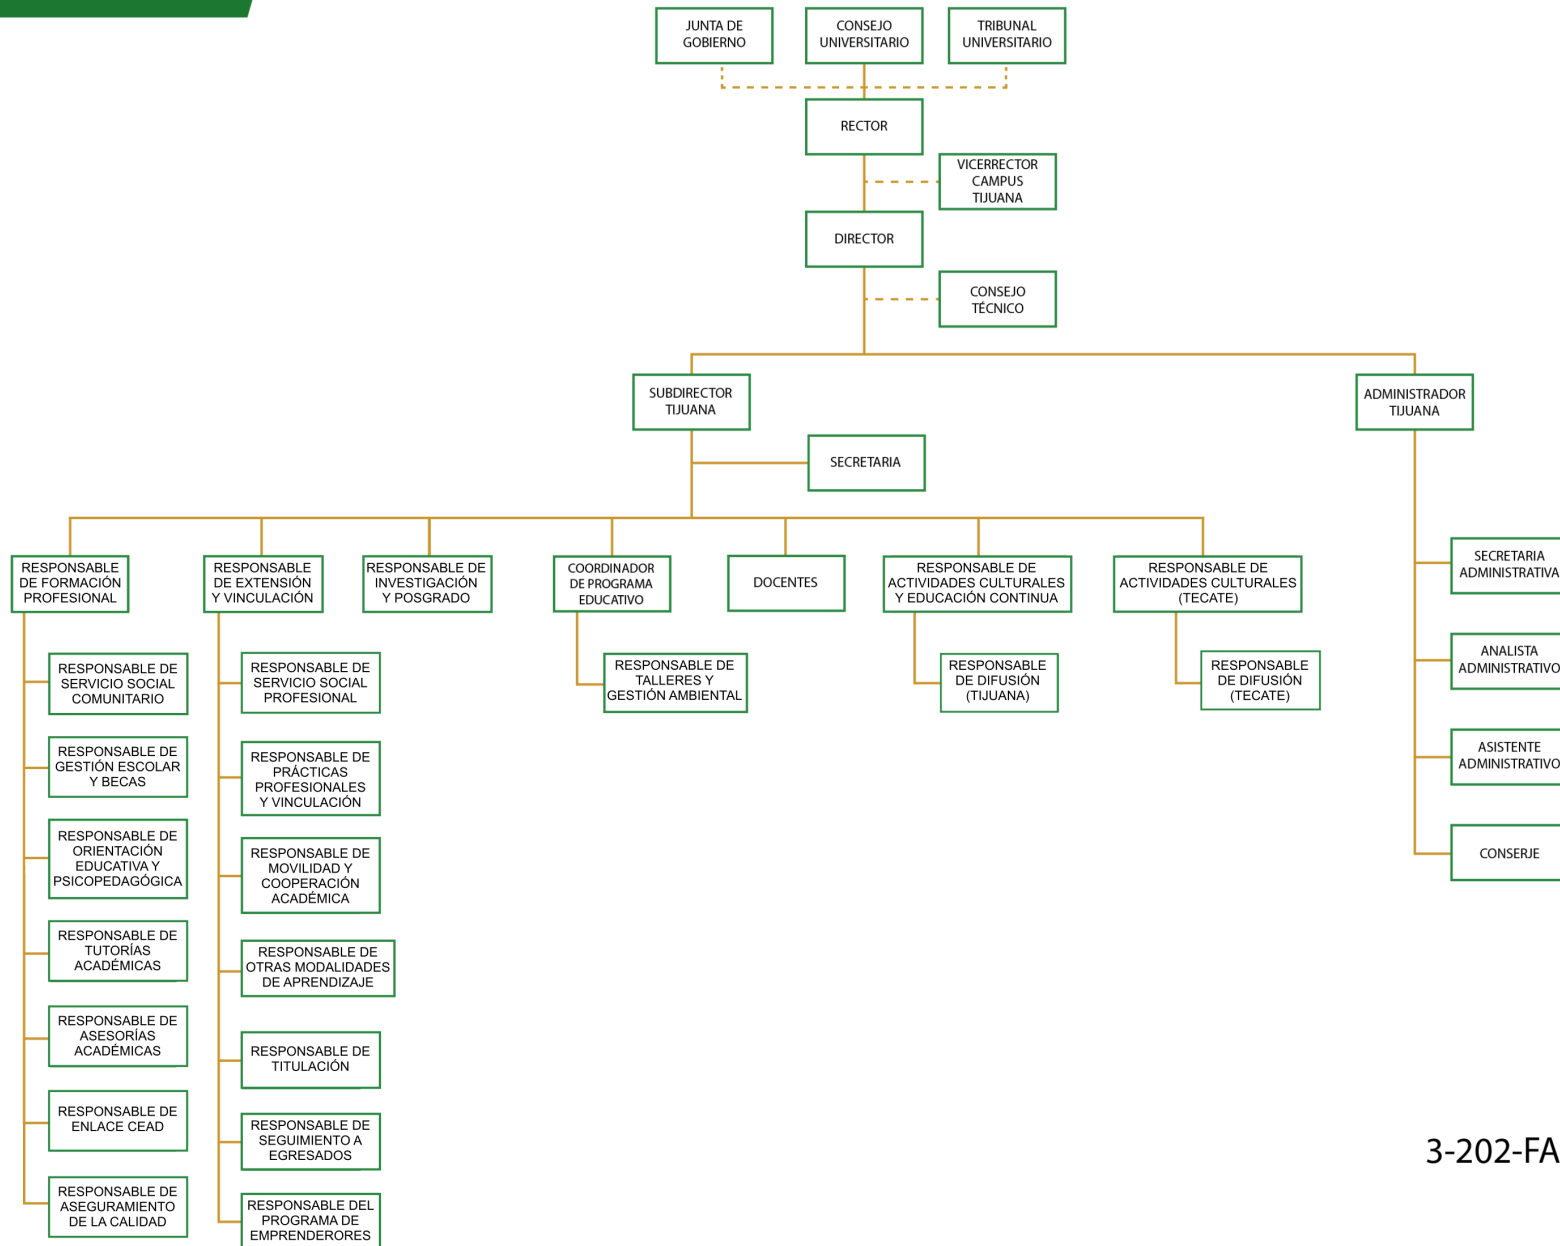 JUNTA DE
GOBIERNO
CONSEJO
UNIVERSITARIO
TRIBUNAL
UNIVERSITARIO
RECTOR
VICERRECTOR
CAMPUS
TIJUANA
DIRECTOR
CONSEJO
TÉCNICO
SUBDIRECTOR
TIJUANA
ADMINISTRADOR
TIJUANA
SECRETARIA
RESPONSABLE
DE FORMACIÓN
PROFESIONAL
RESPONSABLE
DE EXTENSIÓN
Y VINCULACIÓN
RESPONSABLE DE
INVESTIGACIÓN
Y POSGRADO
COORDINADOR
DE PROGRAMA
EDUCATIVO
DOCENTES
RESPONSABLE DE
ACTIVIDADES CULTURALES
Y EDUCACIÓN CONTINUA
RESPONSABLE DE
ACTIVIDADES CULTURALES
(TECATE)
RESPONSABLE DE
SERVICIO SOCIAL
COMUNITARIO
RESPONSABLE DE
GESTIÓN ESCOLAR
Y BECAS
RESPONSABLE DE
ORIENTACIÓN
EDUCATIVA Y
PSICOPEDAGÓGICA
RESPONSABLE DE
TUTORÍAS
ACADÉMICAS
RESPONSABLE DE
ASESORÍAS
ACADÉMICAS
RESPONSABLE DE
ENLACE CEAD
RESPONSABLE DE
ASEGURAMIENTO
DE LA CALIDAD
RESPONSABLE DE
SERVICIO SOCIAL
PROFESIONAL
RESPONSABLE DE
PRÁCTICAS
PROFESIONALES
Y VINCULACIÓN
RESPONSABLE DE
MOVILIDAD Y
COOPERACIÓN
ACADÉMICA
RESPONSABLE DE
OTRAS MODALIDADES
DE APRENDIZAJE
RESPONSABLE DE
TITULACIÓN
RESPONSABLE DE
SEGUIMIENTO A
EGRESADOS
RESPONSABLE DEL
PROGRAMA DE
EMPRENDERORES
RESPONSABLE DE
TALLERES Y
GESTIÓN AMBIENTAL
RESPONSABLE
DE DIFUSIÓN
(TIJUANA)
RESPONSABLE
DE DIFUSIÓN
(TECATE)
SECRETARIA
ADMINISTRATIVA
ANALISTA
ADMINISTRATIVO
ASISTENTE
ADMINISTRATIVO
CONSERJE
3-202-FA